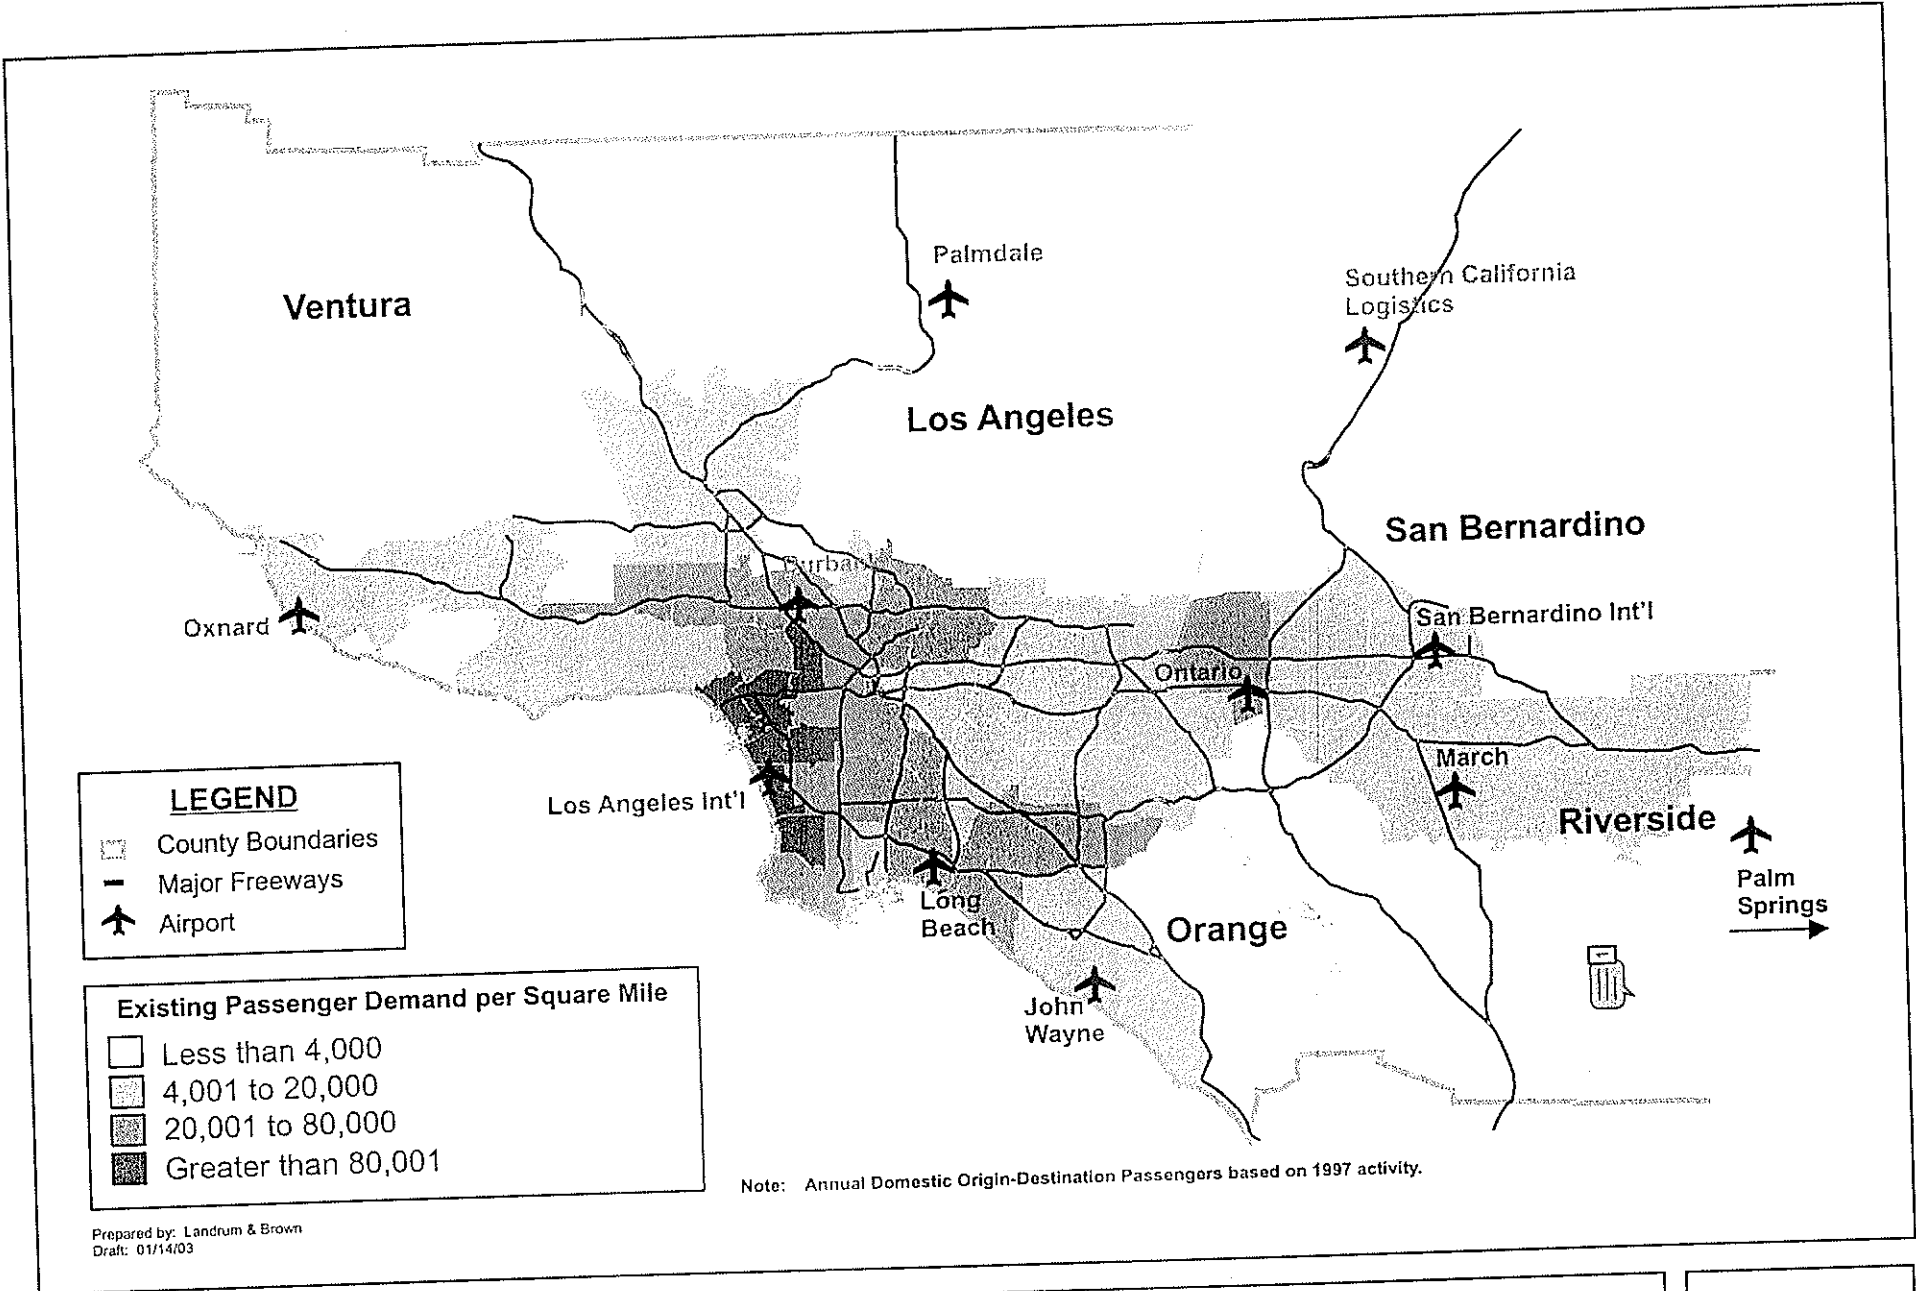 Palmdale
Southern California
Logistics
Ventura
Los Angeles
San Bernardino
Burbank
Oxnard
San Bernardino Int'l
Ontario
March
Los Angeles Int'l
Riverside
Palm
Springs
Long
Beach
Orange
John
Wayne
LEGEND
County Boundaries
Major Freeways
Airport
Existing Passenger Demand per Square Mile
Less than 4,000
4,001 to 20,000
20,001 to 80,000
Greater than 80,001
Note: Annual Domestic Origin-Destination Passengers based on 1997 activity.
Prepared by: Landrum & Brown
Draft: 01/14/03